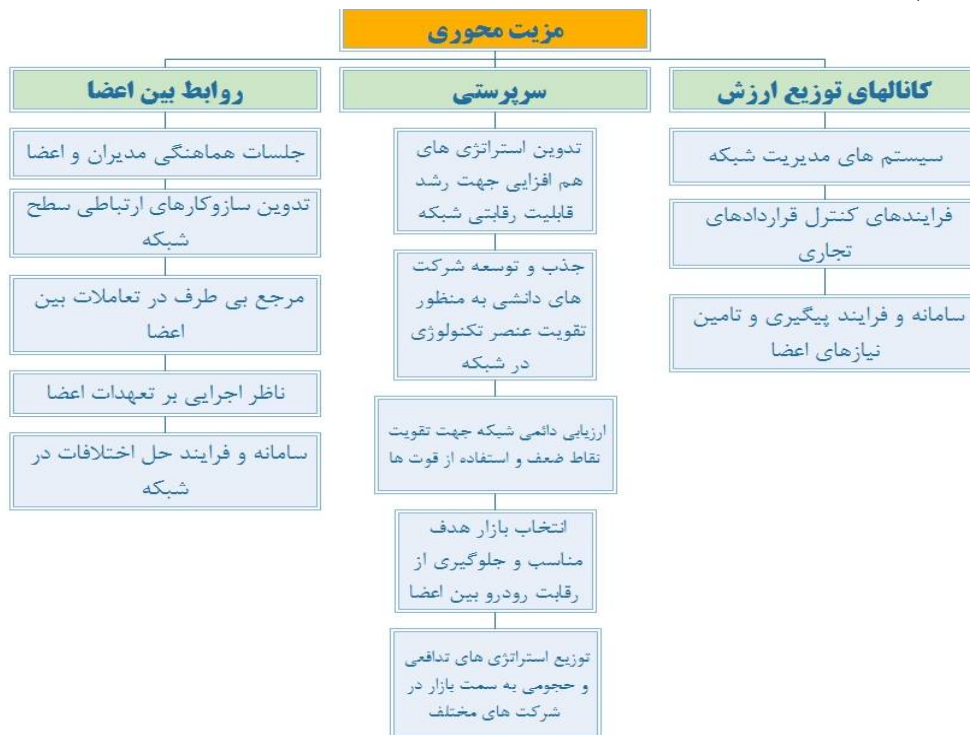 مزیت محوری
کانالهای توزیع ارزش
سیستم های مدیریت شبکه
فرایندهای کنترل قراردادهای
تجاری
سامانه و فرایند پیگیری و تامین
نیازهای اعضا
سرپرستی
تدوین استراتژی های
هم افزایی جهت رشد
قابلیت رقابتی شبکه
جذب و توسعه شرکت
های دانشی به منظور
تقویت عنصر تکنولوژی
در شبکه
ارزیابی دائمی شبکه جهت تقویت
نقاط ضعف و استفاده از قوت ها
انتخاب بازار هدف
مناسب و جلوگیری از
رقابت رودرو بین اعضا
توزیع استراتژی های تدافعی
و حجومی به سمت بازار در
شرکت های مختلف
روابط بین اعضا
جلسات هماهنگی مدیران و اعضا
تدوین سازوکارهای ارتباطی سطح
شبکه
مرجع بی طرف در تعاملات بین
اعضا
ناظر اجرایی بر تعهدات اعضا
سامانه و فرایند حل اختلافات در
شبکه